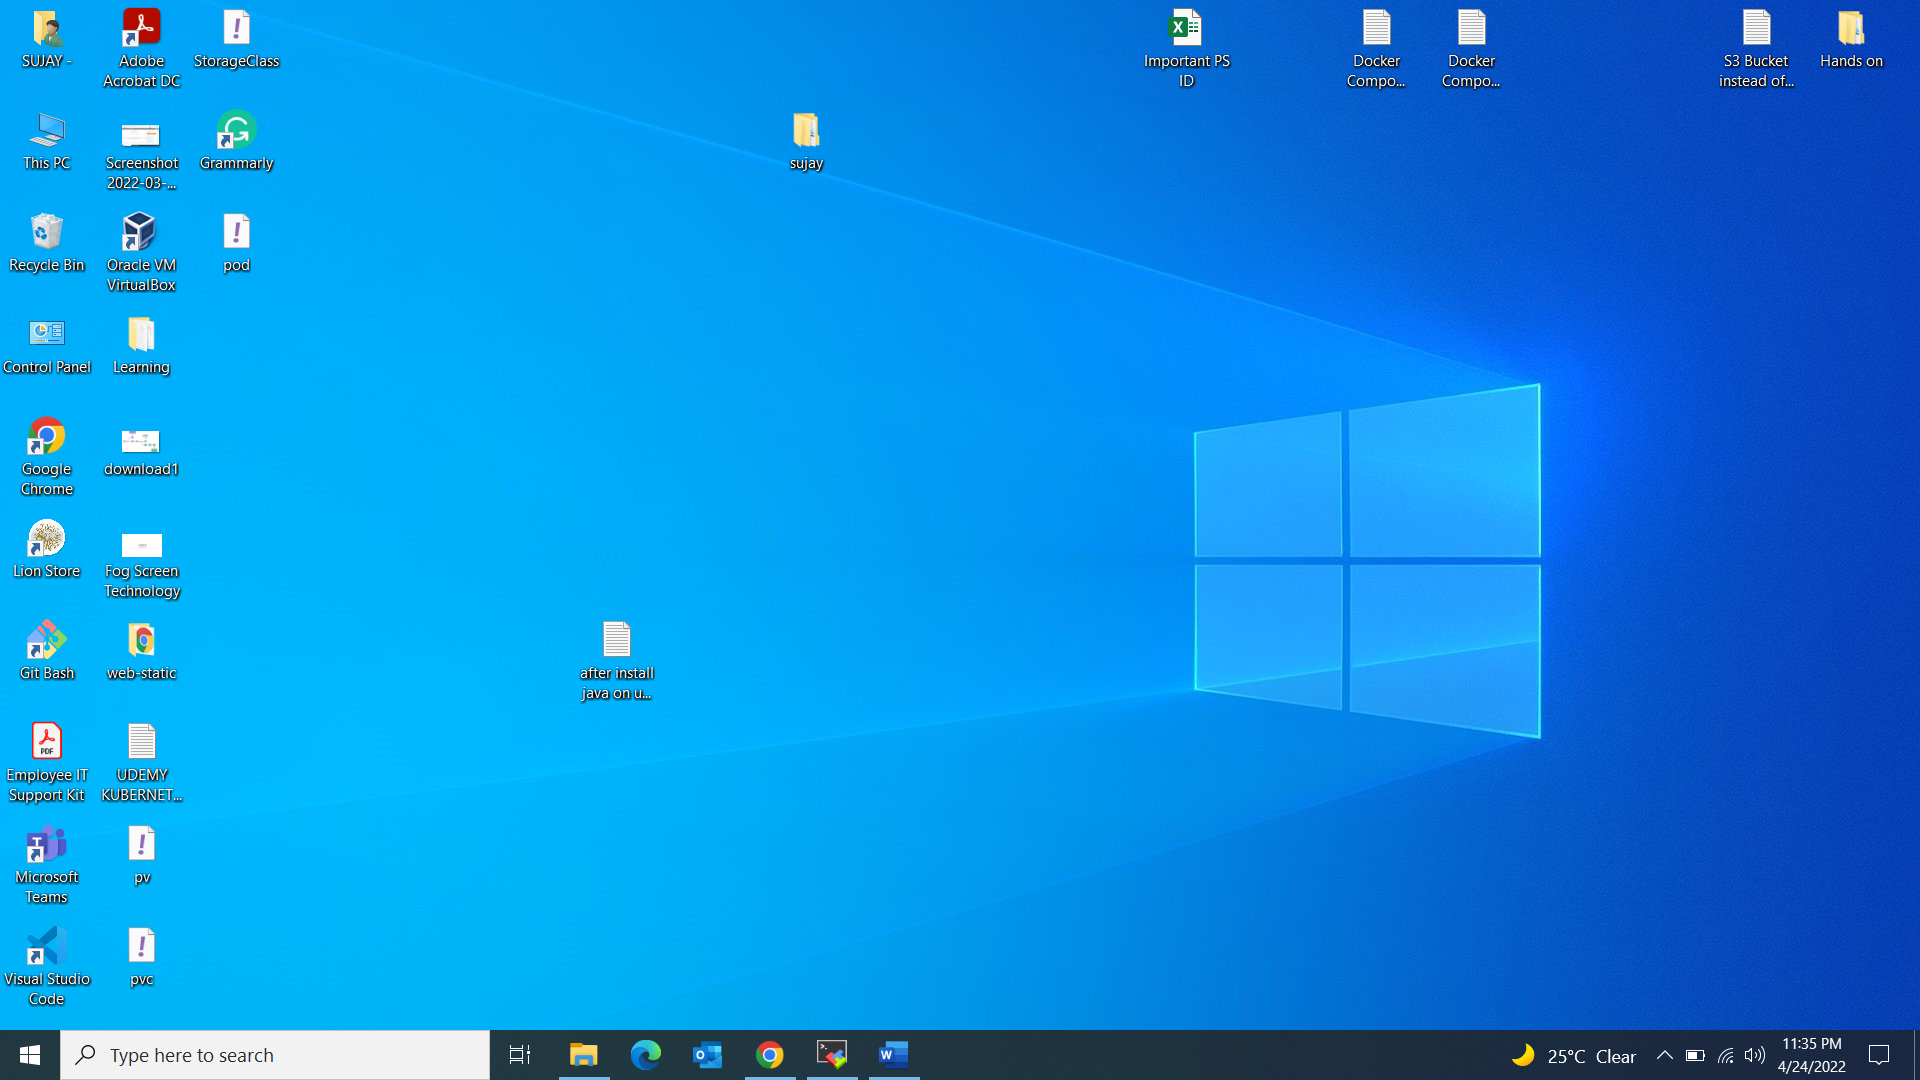 SUJAY -
Adobe
Acrobat DC
StorageClass
Important PS
ID
Docker
Compo...
Docker
Compo...
S3 Bucket
instead of...
Hands on
This PC
Screenshot
2022-03-...
Grammarly
sujay
Recycle Bin
Oracle VM
VirtualBox
pod
Control Panel
Learning
Google
Chrome
download1
Lion Store
Fog Screen
Technology
Git Bash
web-static
after install
java on u...
PDF
Employee IT
Support Kit
UDEMY
KUBERNET...
Microsoft
Teams
pv
Visual Studio
Code
pvc
Type here to search
25°C Clear
11:35 PM
4/24/2022